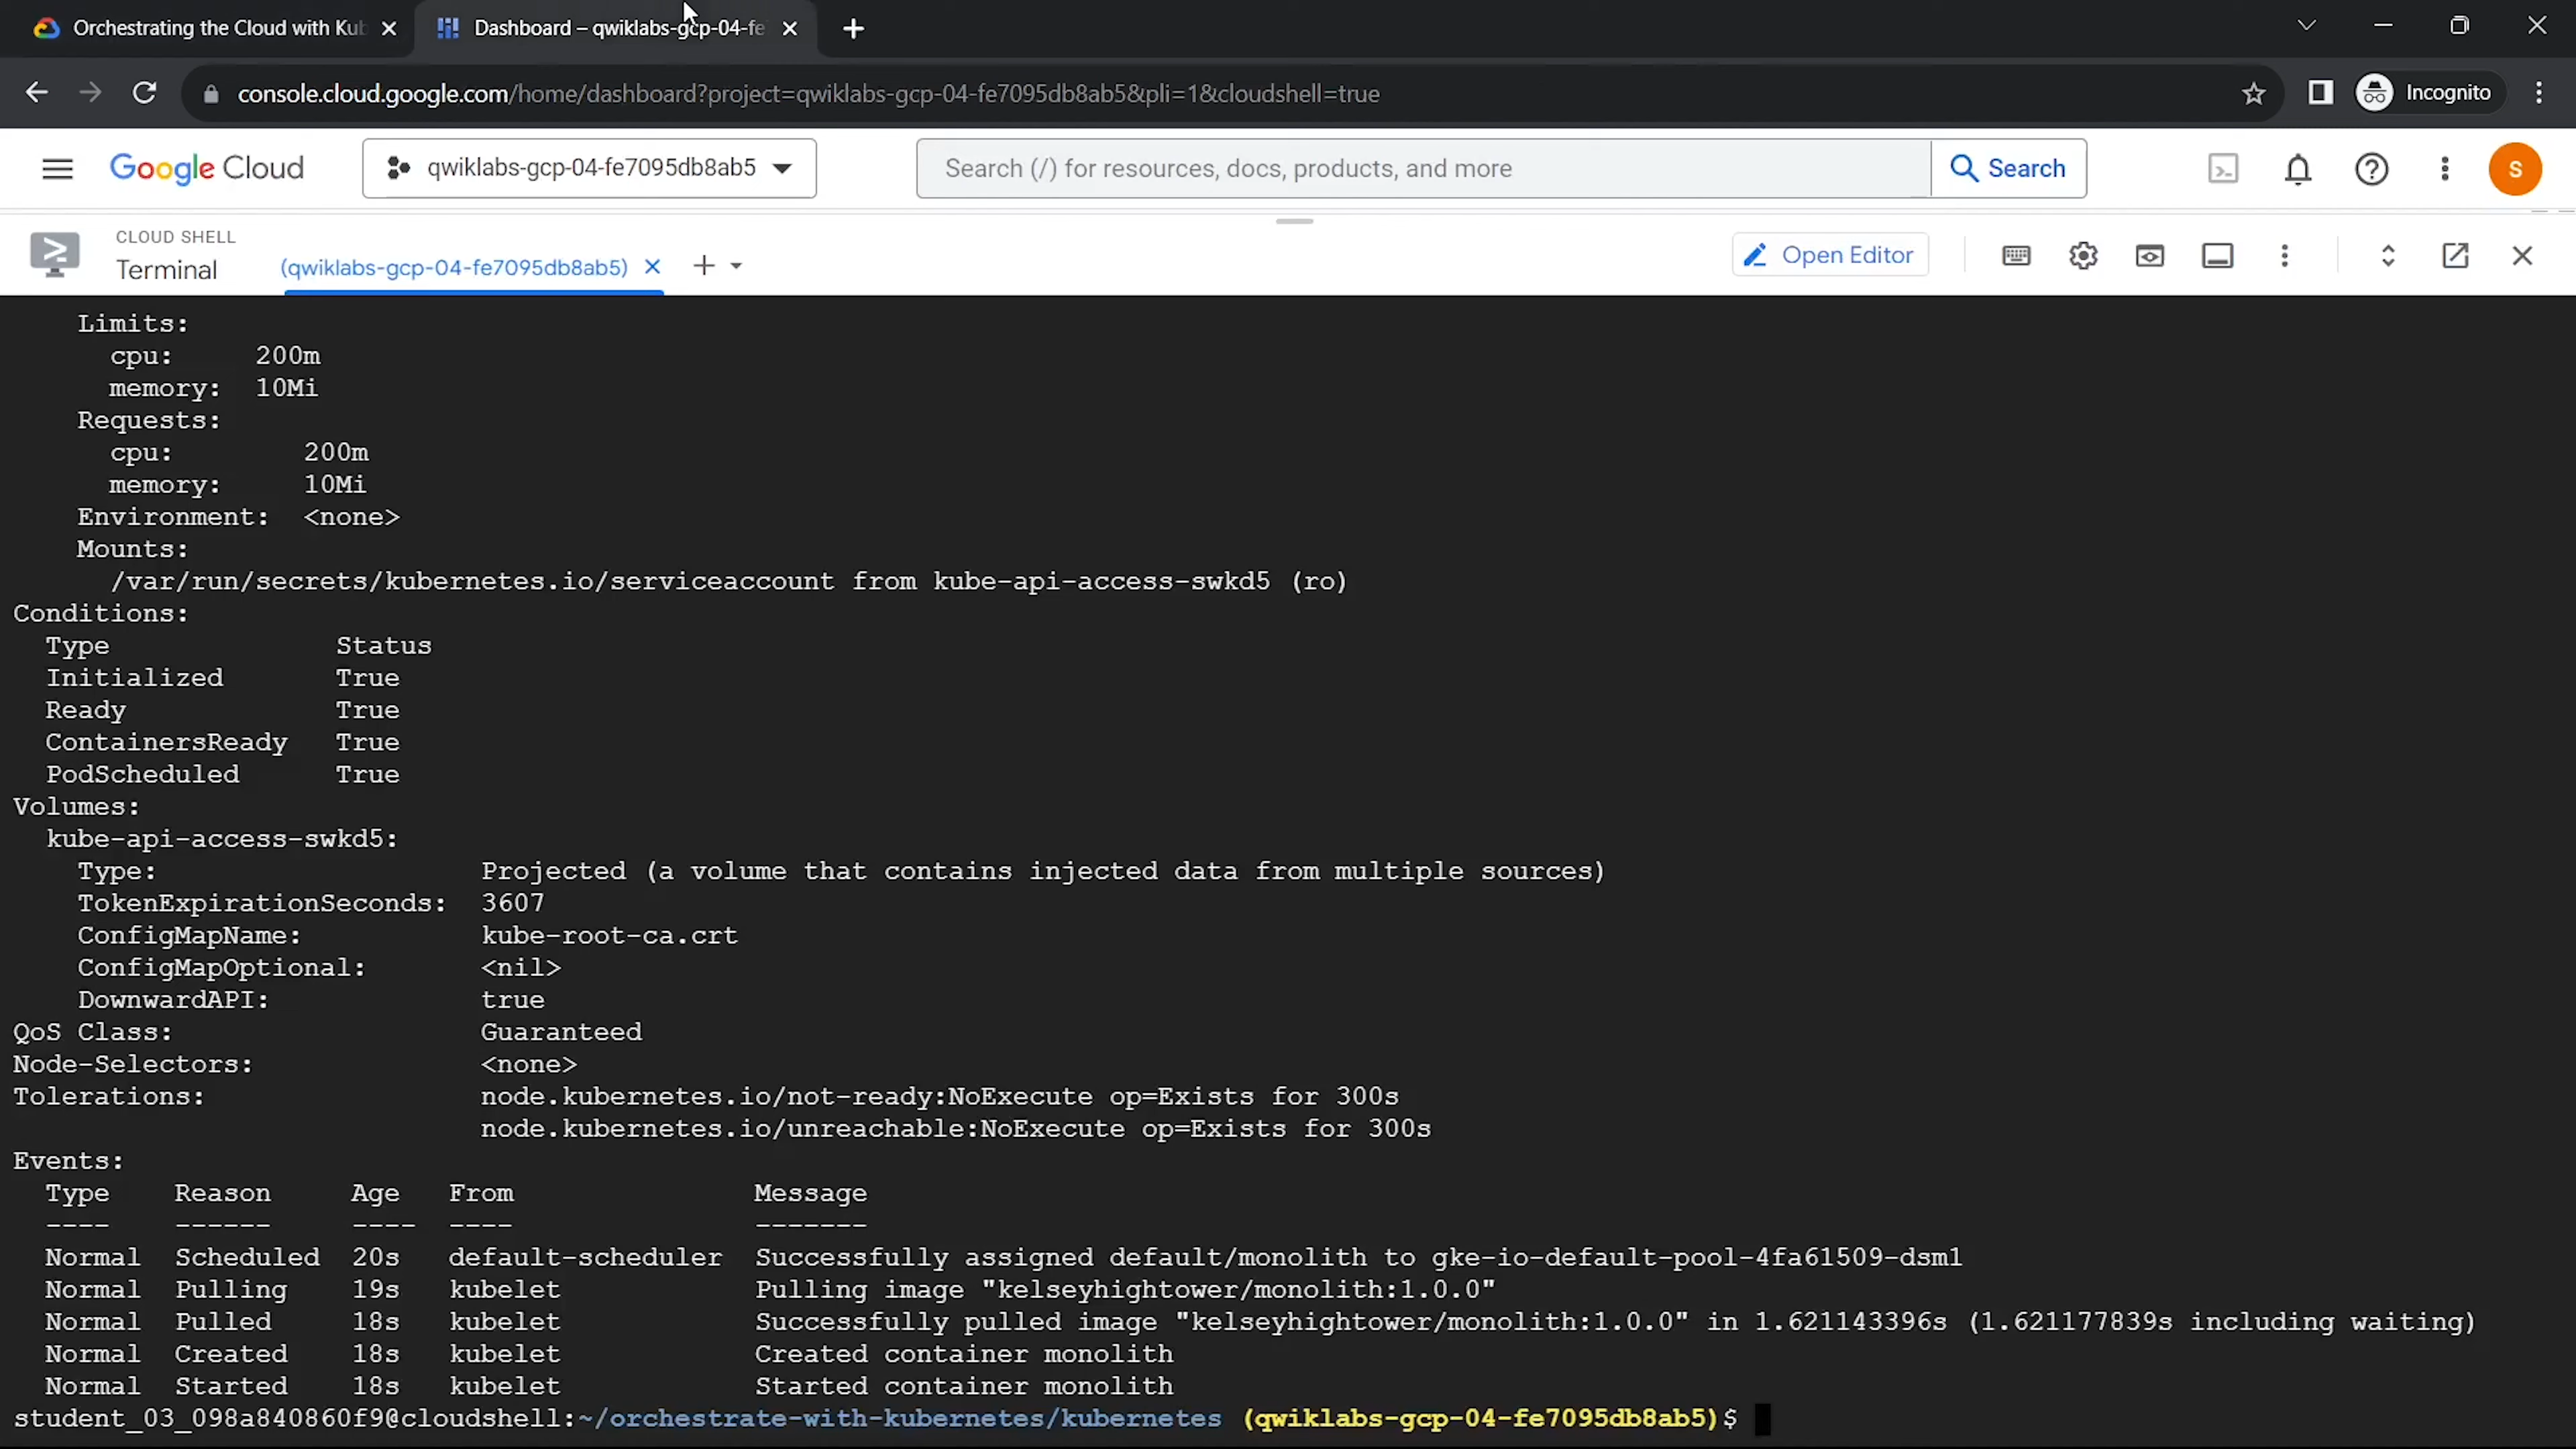 Orchestrating the Cloud with Kub
Dashboard – qwiklabs-gcp-04-fe
console.cloud.google.com/home/dashboard?project=qwiklabs-gcp-04-fe7095db8ab5&pli=1&cloudshell=true
Incognito
Google Cloud
qwiklabs-gcp-04-fe7095db8ab5
Search (/) for resources, docs, products, and more
Search
S
CLOUD SHELL
Terminal
(qwiklabs-gcp-04-fe7095db8ab5)
Open Editor
Limits:
cpu: 200m
memory: 10Mi
Requests:
cpu: 200m
memory: 10Mi
Environment: <none>
Mounts:
/var/run/secrets/kubernetes.io/serviceaccount from kube-api-access-swkd5 (ro)
Conditions:
Type Status
Initialized True
Ready True
ContainersReady True
PodScheduled True
Volumes:
kube-api-access-swkd5:
Type: Projected (a volume that contains injected data from multiple sources)
TokenExpirationSeconds: 3607
ConfigMapName: kube-root-ca.crt
ConfigMapOptional: <nil>
DownwardAPI: true
QoS Class: Guaranteed
Node-Selectors: <none>
Tolerations: node.kubernetes.io/not-ready:NoExecute op=Exists for 300s
node.kubernetes.io/unreachable:NoExecute op=Exists for 300s
Events:
Type Reason Age From Message
---- ------ ---- ---- -------
Normal Scheduled 20s default-scheduler Successfully assigned default/monolith to gke-io-default-pool-4fa61509-dsm1
Normal Pulling 19s kubelet Pulling image "kelseyhightower/monolith:1.0.0"
Normal Pulled 18s kubelet Successfully pulled image "kelseyhightower/monolith:1.0.0" in 1.621143396s (1.621177839s including waiting)
Normal Created 18s kubelet Created container monolith
Normal Started 18s kubelet Started container monolith
student_03_098a840860f9@cloudshell:~/orchestrate-with-kubernetes/kubernetes (qwiklabs-gcp-04-fe7095db8ab5)$